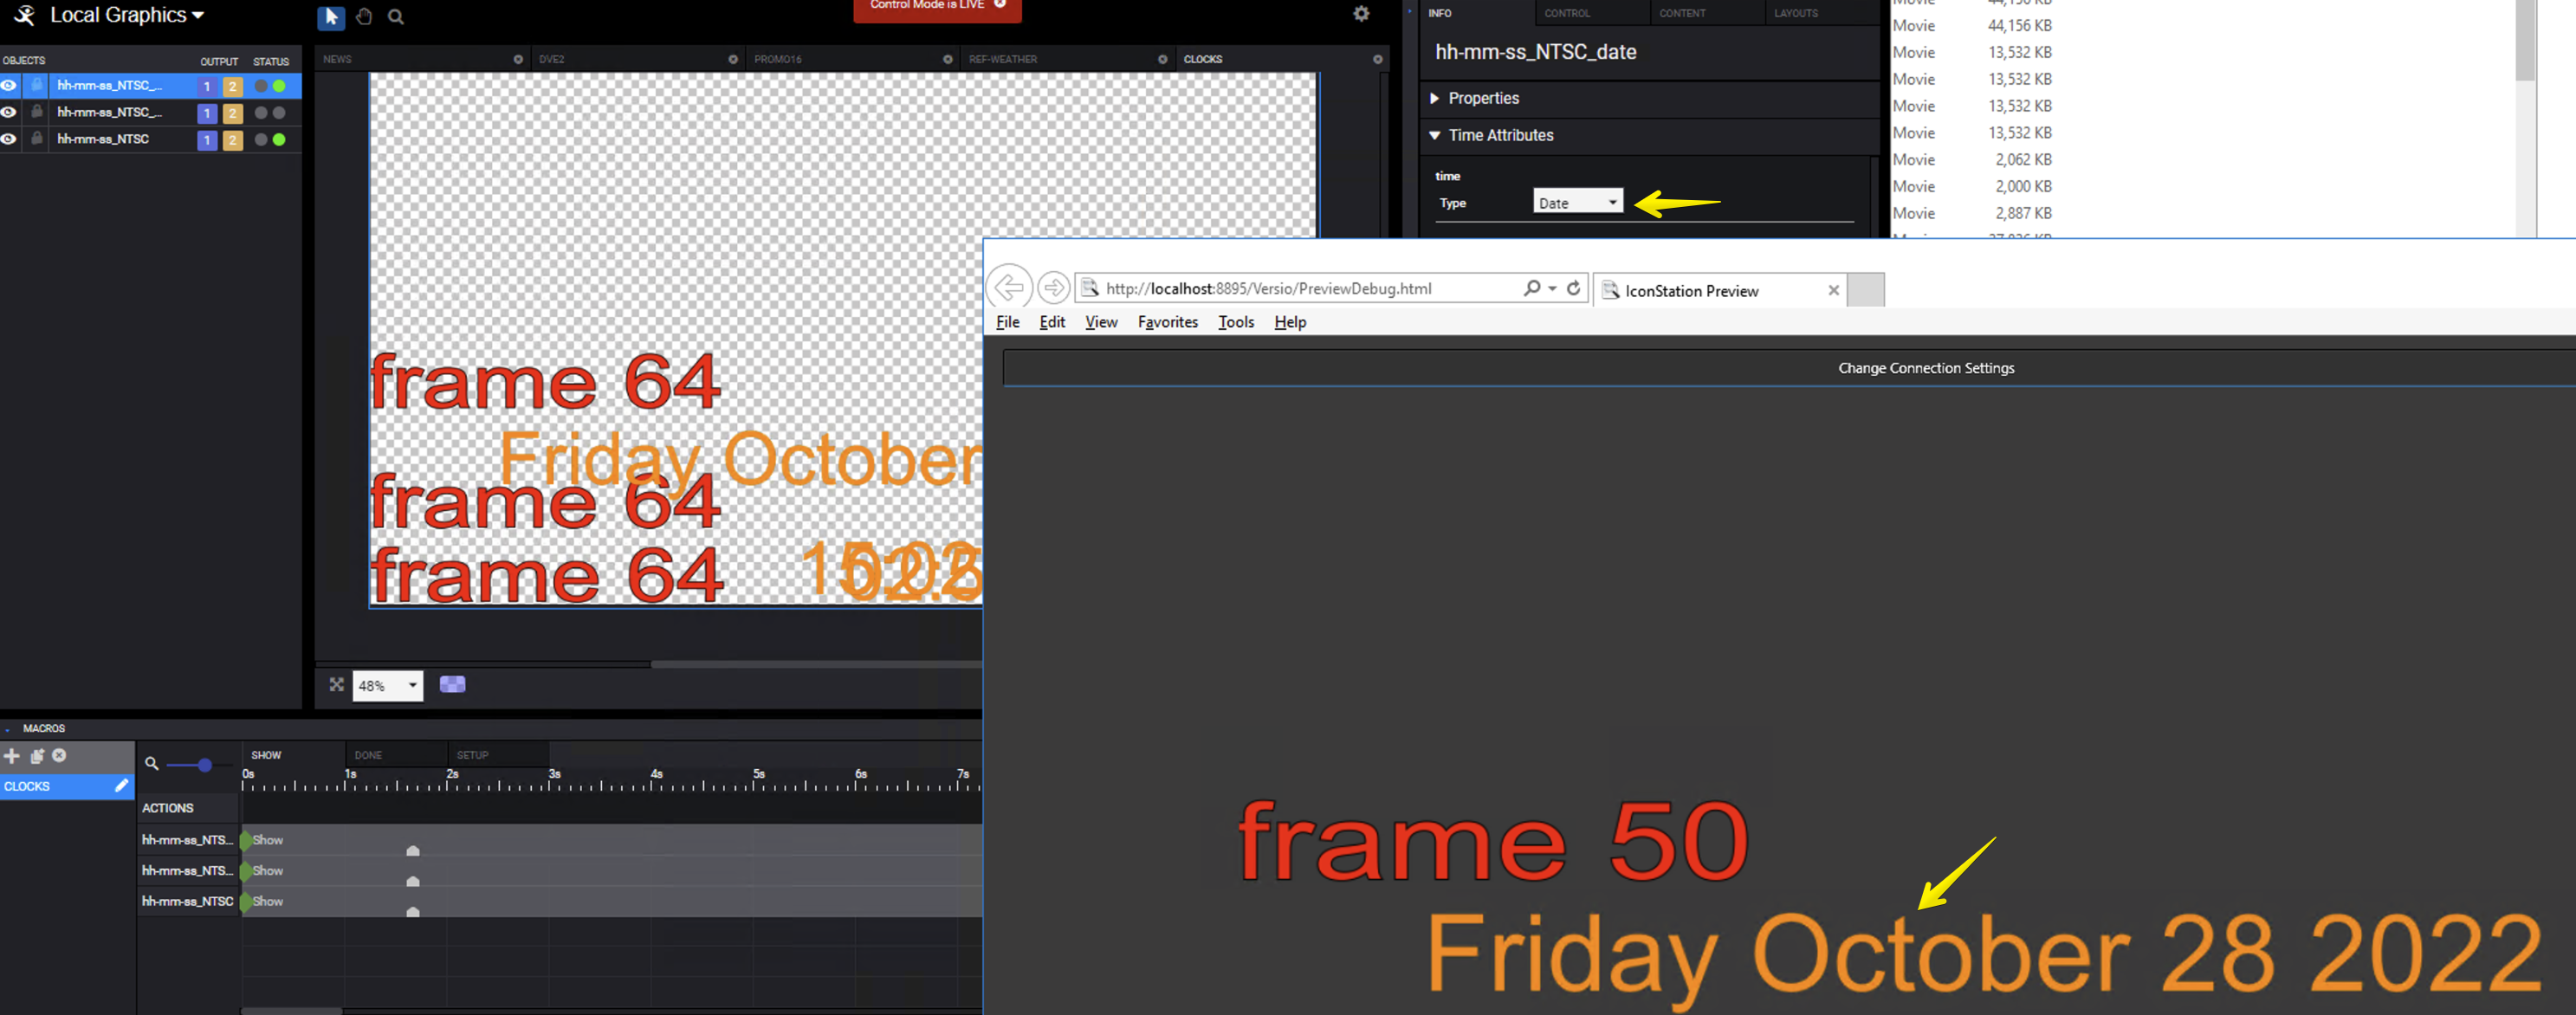 Local Graphics
Control Mode is LIVE
OBJECTS OUTPUT STATUS
hh-mm-ss_NTSC_... 1 2
hh-mm-ss_NTSC_... 1 2
hh-mm-ss_NTSC 1 2
NEWS DVE2 PROMO16 REF-WEATHER CLOCKS
frame 64
Friday October
frame 64
frame 64
48%
INFO CONTROL CONTENT LAYOUTS
hh-mm-ss_NTSC_date
Properties
Time Attributes
time
Type Date
Movie
Movie 44,156 KB
Movie 13,532 KB
Movie 13,532 KB
Movie 13,532 KB
Movie 13,532 KB
Movie 2,062 KB
Movie 2,000 KB
Movie 2,887 KB
http://localhost:8895/Versio/PreviewDebug.html
IconStation Preview
File Edit View Favorites Tools Help
Change Connection Settings
frame 50
Friday October 28 2022
MACROS
CLOCKS
SHOW DONE SETUP
0s 1s 2s 3s 4s 5s 6s 7s
ACTIONS
hh-mm-ss_NTS... Show
hh-mm-ss_NTS... Show
hh-mm-ss_NTSC Show